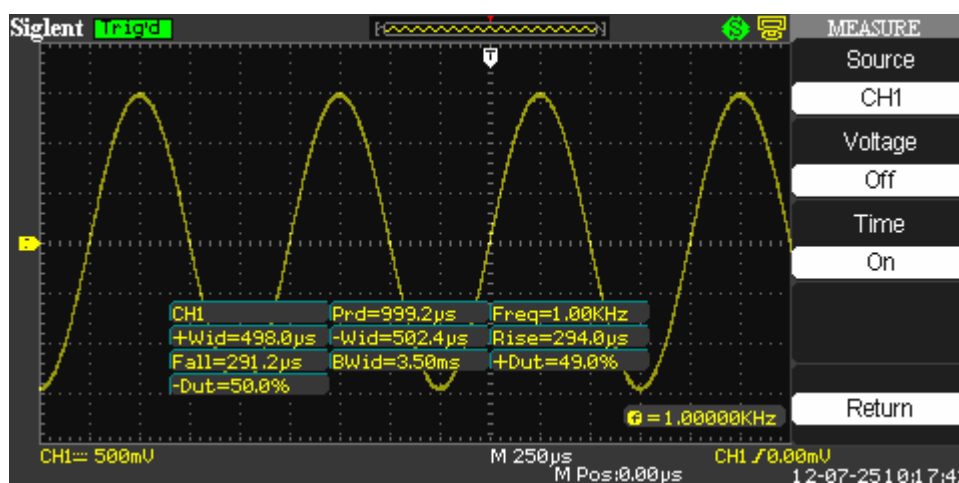 Siglent Trig'd MEASURE
T
Source
CH1
Voltage
Off
Time
On
CH1 Prd=999.2µs Freq=1.00KHz
+Wid=498.0µs -Wid=502.4µs Rise=294.0µs
Fall=291.2µs BWid=3.50ms +Dut=49.0%
-Dut=50.0%
Return
f = 1.00000KHz
CH1 500mV M 250µs CH1 0.00mV
M Pos:0.00µs 12-07-25 10:17:4